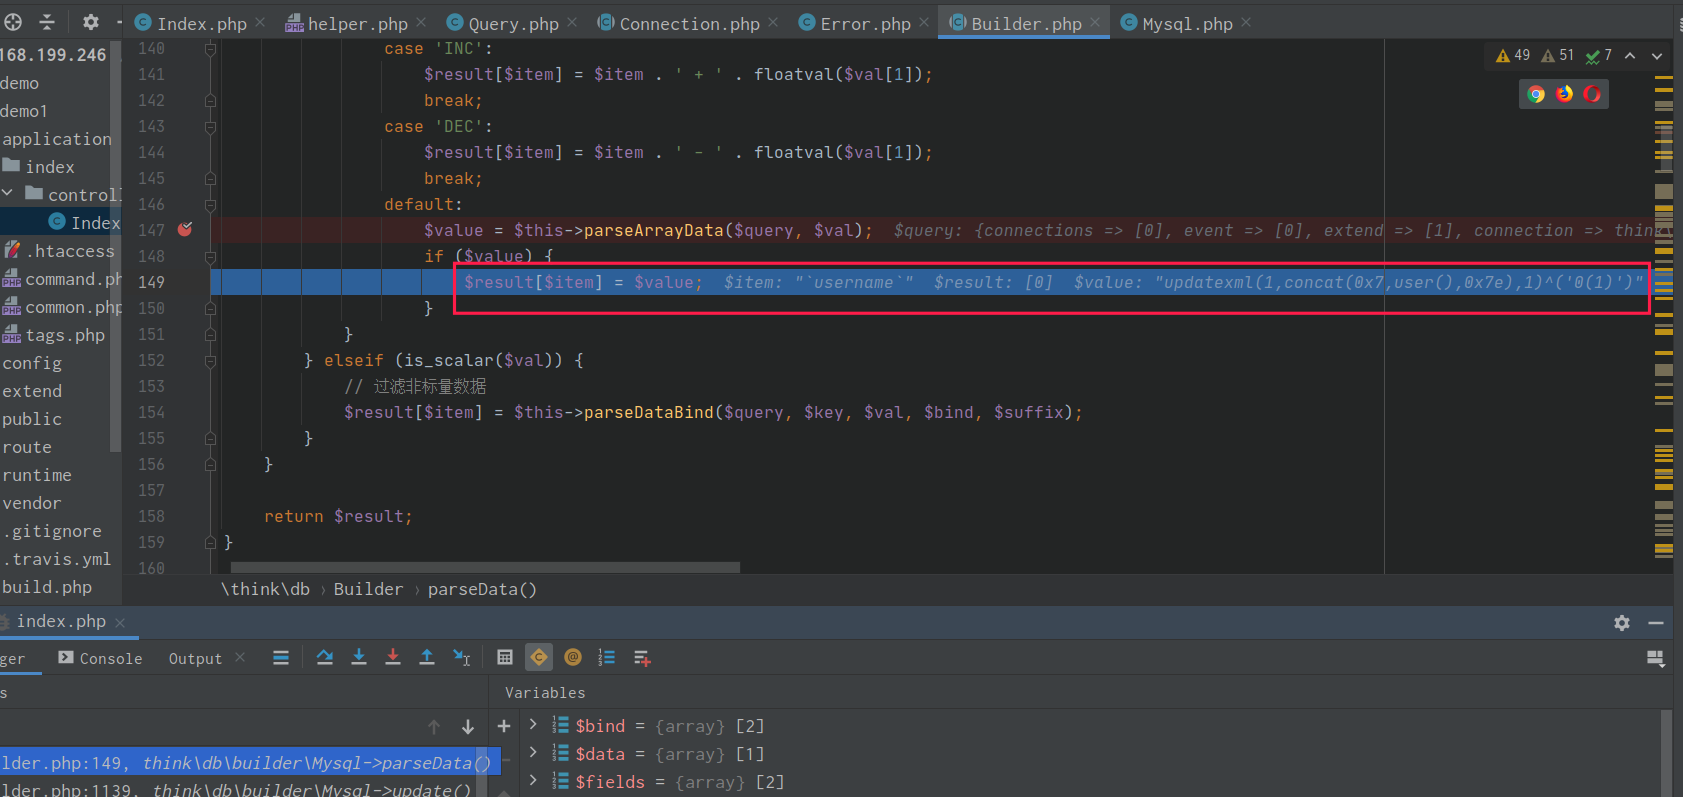 Index.php helper.php Query.php Connection.php Error.php Builder.php Mysql.php
168.199.246
demo
demo1
application
index
controll
Index
.htaccess
command.ph
common.php
tags.php
config
extend
public
route
runtime
vendor
.gitignore
.travis.yml
build.php
49 51 7
140 case 'INC':
141 $result[$item] = $item . ' + ' . floatval($val[1]);
142 break;
143 case 'DEC':
144 $result[$item] = $item . ' - ' . floatval($val[1]);
145 break;
146 default:
147 $value = $this->parseArrayData($query, $val); $query: {connections => [0], event => [0], extend => [1], connection => think\
148 if ($value) {
149 $result[$item] = $value; $item: "`username`" $result: [0] $value: "updatexml(1,concat(0x7,user(),0x7e),1)^('0(1)')"
150 }
151 }
152 } elseif (is_scalar($val)) {
153 // 过滤非标量数据
154 $result[$item] = $this->parseDataBind($query, $key, $val, $bind, $suffix);
155 }
156 }
157
158 return $result;
159 }
160
\think\db › Builder › parseData()
index.php
ger Console Output
s
Variables
lder.php:149, think\db\builder\Mysql->parseData()
lder.php:1139, think\db\builder\Mysql->update()
$bind = {array} [2]
$data = {array} [1]
$fields = {array} [2]